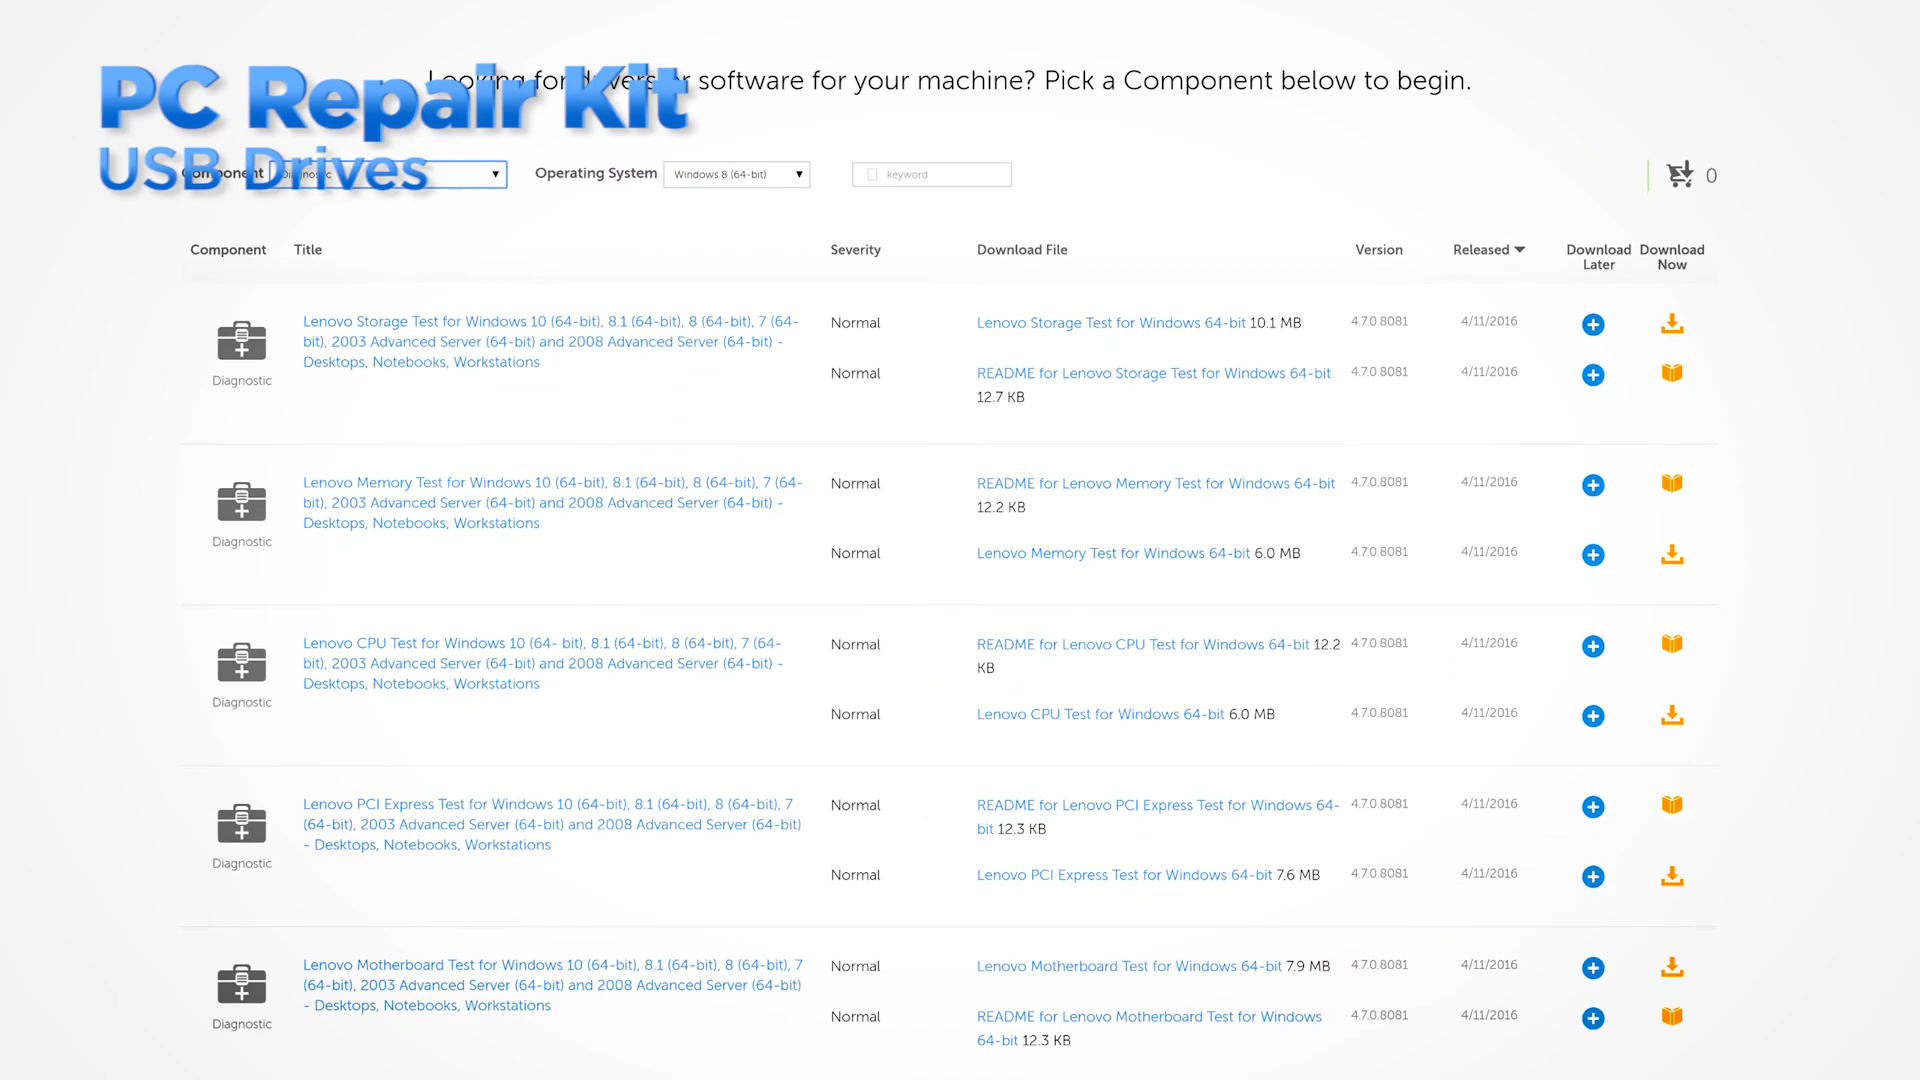 PC Repair Kit
USB Drives
Looking for drivers or software for your machine? Pick a Component below to begin.
Component Diagnostic Operating System Windows 8 (64-bit) keyword 0
Component Title Severity Download File Version Released Download Later Download Now
Lenovo Storage Test for Windows 10 (64-bit), 8.1 (64-bit), 8 (64-bit), 7 (64-
bit), 2003 Advanced Server (64-bit) and 2008 Advanced Server (64-bit) -
Desktops, Notebooks, Workstations
Diagnostic
Normal Lenovo Storage Test for Windows 64-bit 10.1 MB 4.7.0.8081 4/11/2016
Normal README for Lenovo Storage Test for Windows 64-bit 4.7.0.8081 4/11/2016
12.7 KB
Lenovo Memory Test for Windows 10 (64-bit), 8.1 (64-bit), 8 (64-bit), 7 (64-
bit), 2003 Advanced Server (64-bit) and 2008 Advanced Server (64-bit) -
Desktops, Notebooks, Workstations
Diagnostic
Normal README for Lenovo Memory Test for Windows 64-bit 4.7.0.8081 4/11/2016
12.2 KB
Normal Lenovo Memory Test for Windows 64-bit 6.0 MB 4.7.0.8081 4/11/2016
Lenovo CPU Test for Windows 10 (64- bit), 8.1 (64-bit), 8 (64-bit), 7 (64-
bit), 2003 Advanced Server (64-bit) and 2008 Advanced Server (64-bit) -
Desktops, Notebooks, Workstations
Diagnostic
Normal README for Lenovo CPU Test for Windows 64-bit 12.2 4.7.0.8081 4/11/2016
KB
Normal Lenovo CPU Test for Windows 64-bit 6.0 MB 4.7.0.8081 4/11/2016
Lenovo PCI Express Test for Windows 10 (64-bit), 8.1 (64-bit), 8 (64-bit), 7
(64-bit), 2003 Advanced Server (64-bit) and 2008 Advanced Server (64-bit)
- Desktops, Notebooks, Workstations
Diagnostic
Normal README for Lenovo PCI Express Test for Windows 64- 4.7.0.8081 4/11/2016
bit 12.3 KB
Normal Lenovo PCI Express Test for Windows 64-bit 7.6 MB 4.7.0.8081 4/11/2016
Lenovo Motherboard Test for Windows 10 (64-bit), 8.1 (64-bit), 8 (64-bit), 7
(64-bit), 2003 Advanced Server (64-bit) and 2008 Advanced Server (64-bit)
- Desktops, Notebooks, Workstations
Diagnostic
Normal Lenovo Motherboard Test for Windows 64-bit 7.9 MB 4.7.0.8081 4/11/2016
Normal README for Lenovo Motherboard Test for Windows 4.7.0.8081 4/11/2016
64-bit 12.3 KB